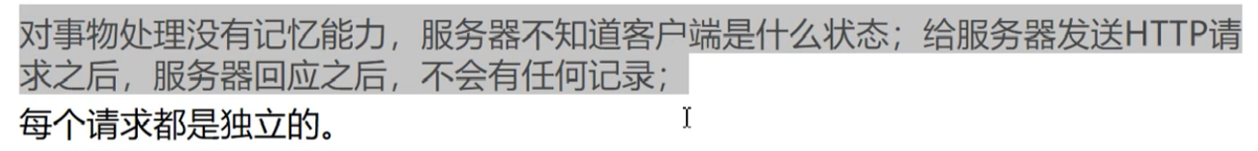 对事物处理没有记忆能力，服务器不知道客户端是什么状态；给服务器发送HTTP请
求之后，服务器回应之后，不会有任何记录；
每个请求都是独立的。